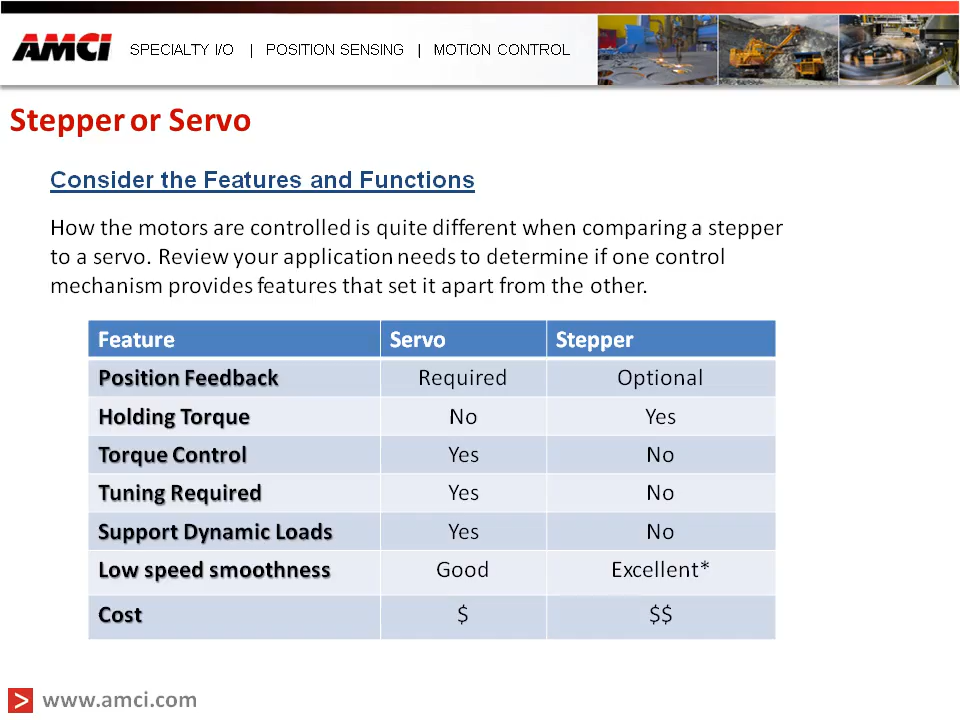 AMCI SPECIALTY I/O | POSITION SENSING | MOTION CONTROL
Stepper or Servo
Consider the Features and Functions
How the motors are controlled is quite different when comparing a stepper
to a servo. Review your application needs to determine if one control
mechanism provides features that set it apart from the other.
Feature Servo Stepper
Position Feedback Required Optional
Holding Torque No Yes
Torque Control Yes No
Tuning Required Yes No
Support Dynamic Loads Yes No
Low speed smoothness Good Excellent*
Cost $ $$
> www.amci.com